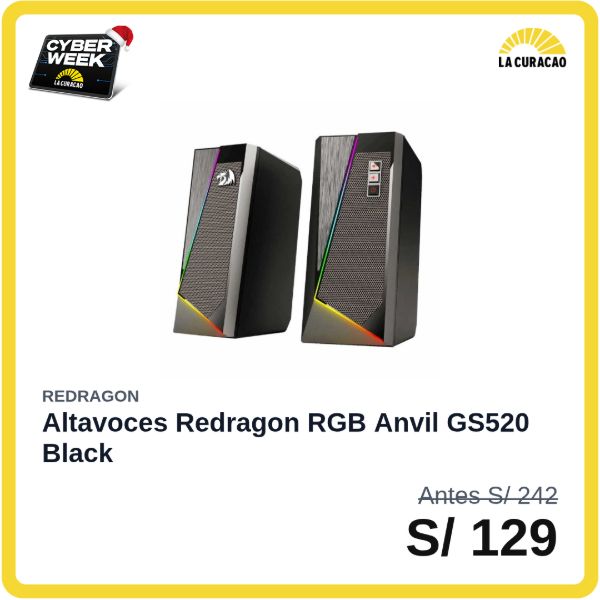 CYBER
WEEK
LA CURACAO
LA CURACAO
REDRAGON
Altavoces Redragon RGB Anvil GS520
Black
Antes S/ 242
S/ 129